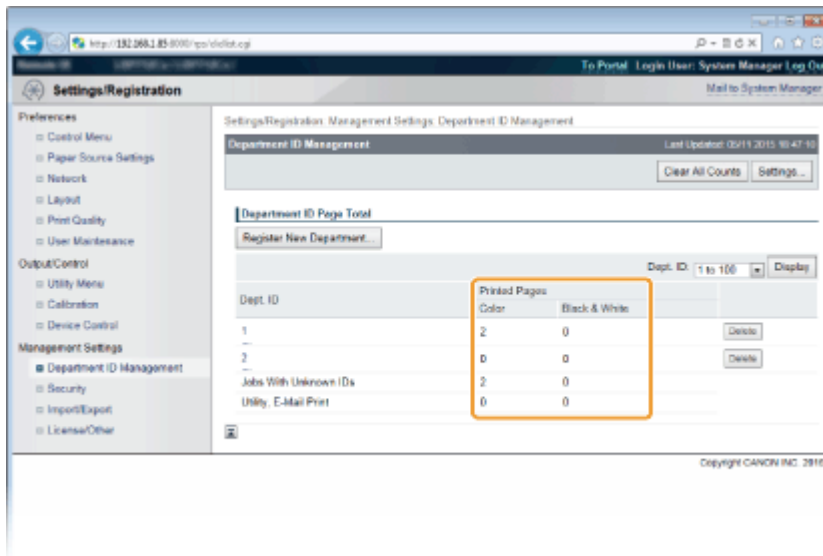 http://192.168.1.85:8000/rps/didlist.cgi
To Portal Login User: System Manager Log Ou
Settings/Registration
Mail to System Manager
Preferences
Control Menu
Paper Source Settings
Network
Layout
Print Quality
User Maintenance
Output/Control
Utility Menu
Calibration
Device Control
Management Settings
Department ID Management
Security
Import/Export
License/Other
Settings/Registration: Management Settings: Department ID Management
Department ID Management
Last Updated: 05/11 2015 18:47:10
Clear All Counts Settings...
Department ID Page Total
Register New Department...
Dept. ID: 1 to 100 Display
Dept. ID
Printed Pages
Color Black & White
1 2 0 Delete
2 0 0 Delete
Jobs With Unknown IDs 2 0
Utility, E-Mail Print 0 0
Copyright CANON INC. 2015